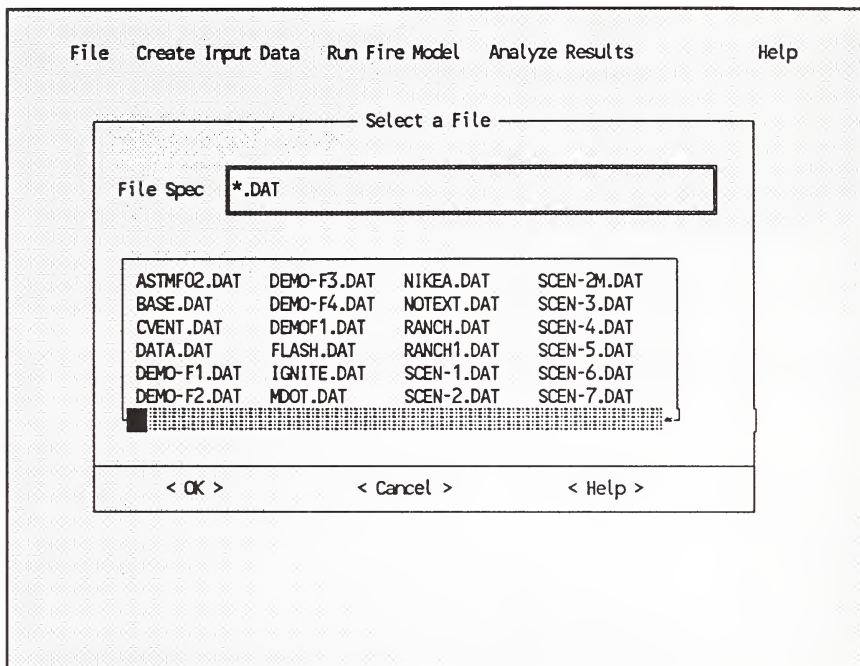 File Create Input Data Run Fire Model Analyze Results Help
Select a File
File Spec *.DAT
ASTMF02.DAT DEMO-F3.DAT NIKEA.DAT SCEN-2M.DAT
BASE.DAT DEMO-F4.DAT NOTEXT.DAT SCEN-3.DAT
CVENT.DAT DEMOF1.DAT RANCH.DAT SCEN-4.DAT
DATA.DAT FLASH.DAT RANCH1.DAT SCEN-5.DAT
DEMO-F1.DAT IGNITE.DAT SCEN-1.DAT SCEN-6.DAT
DEMO-F2.DAT MDOT.DAT SCEN-2.DAT SCEN-7.DAT
< OK > < Cancel > < Help >